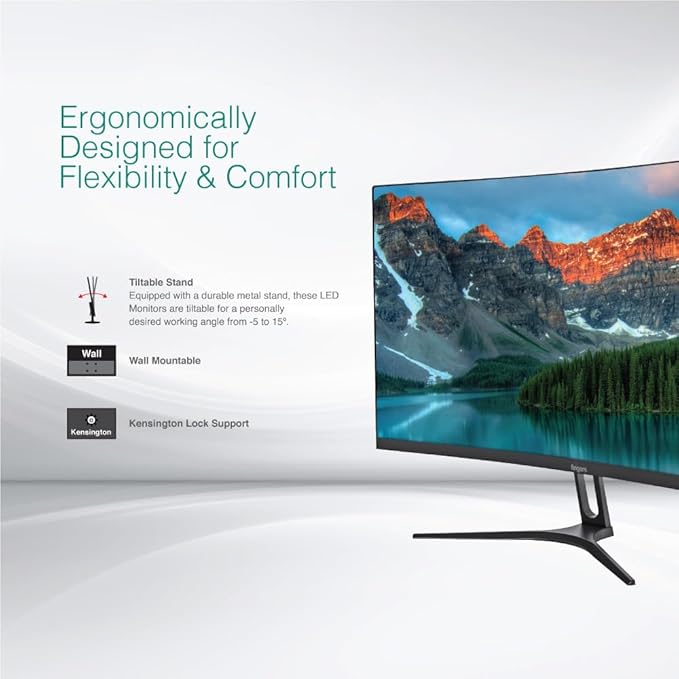 Ergonomically
Designed for
Flexibility & Comfort
Tiltable Stand
Equipped with a durable metal stand, these LED
Monitors are tiltable for a personally
desired working angle from -5 to 15º.
Wall
Wall Mountable
Kensington
Kensington Lock Support
fingers